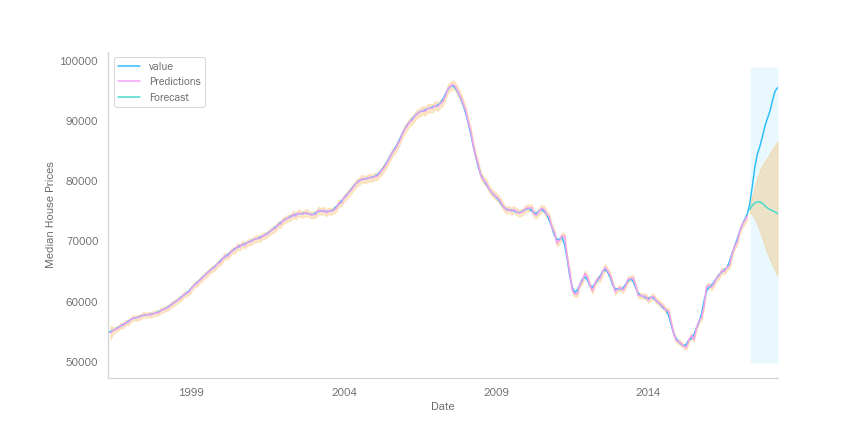 100000
90000
80000
70000
60000
50000
Median House Prices
value
Predictions
Forecast
1999 2004 2009 2014
Date